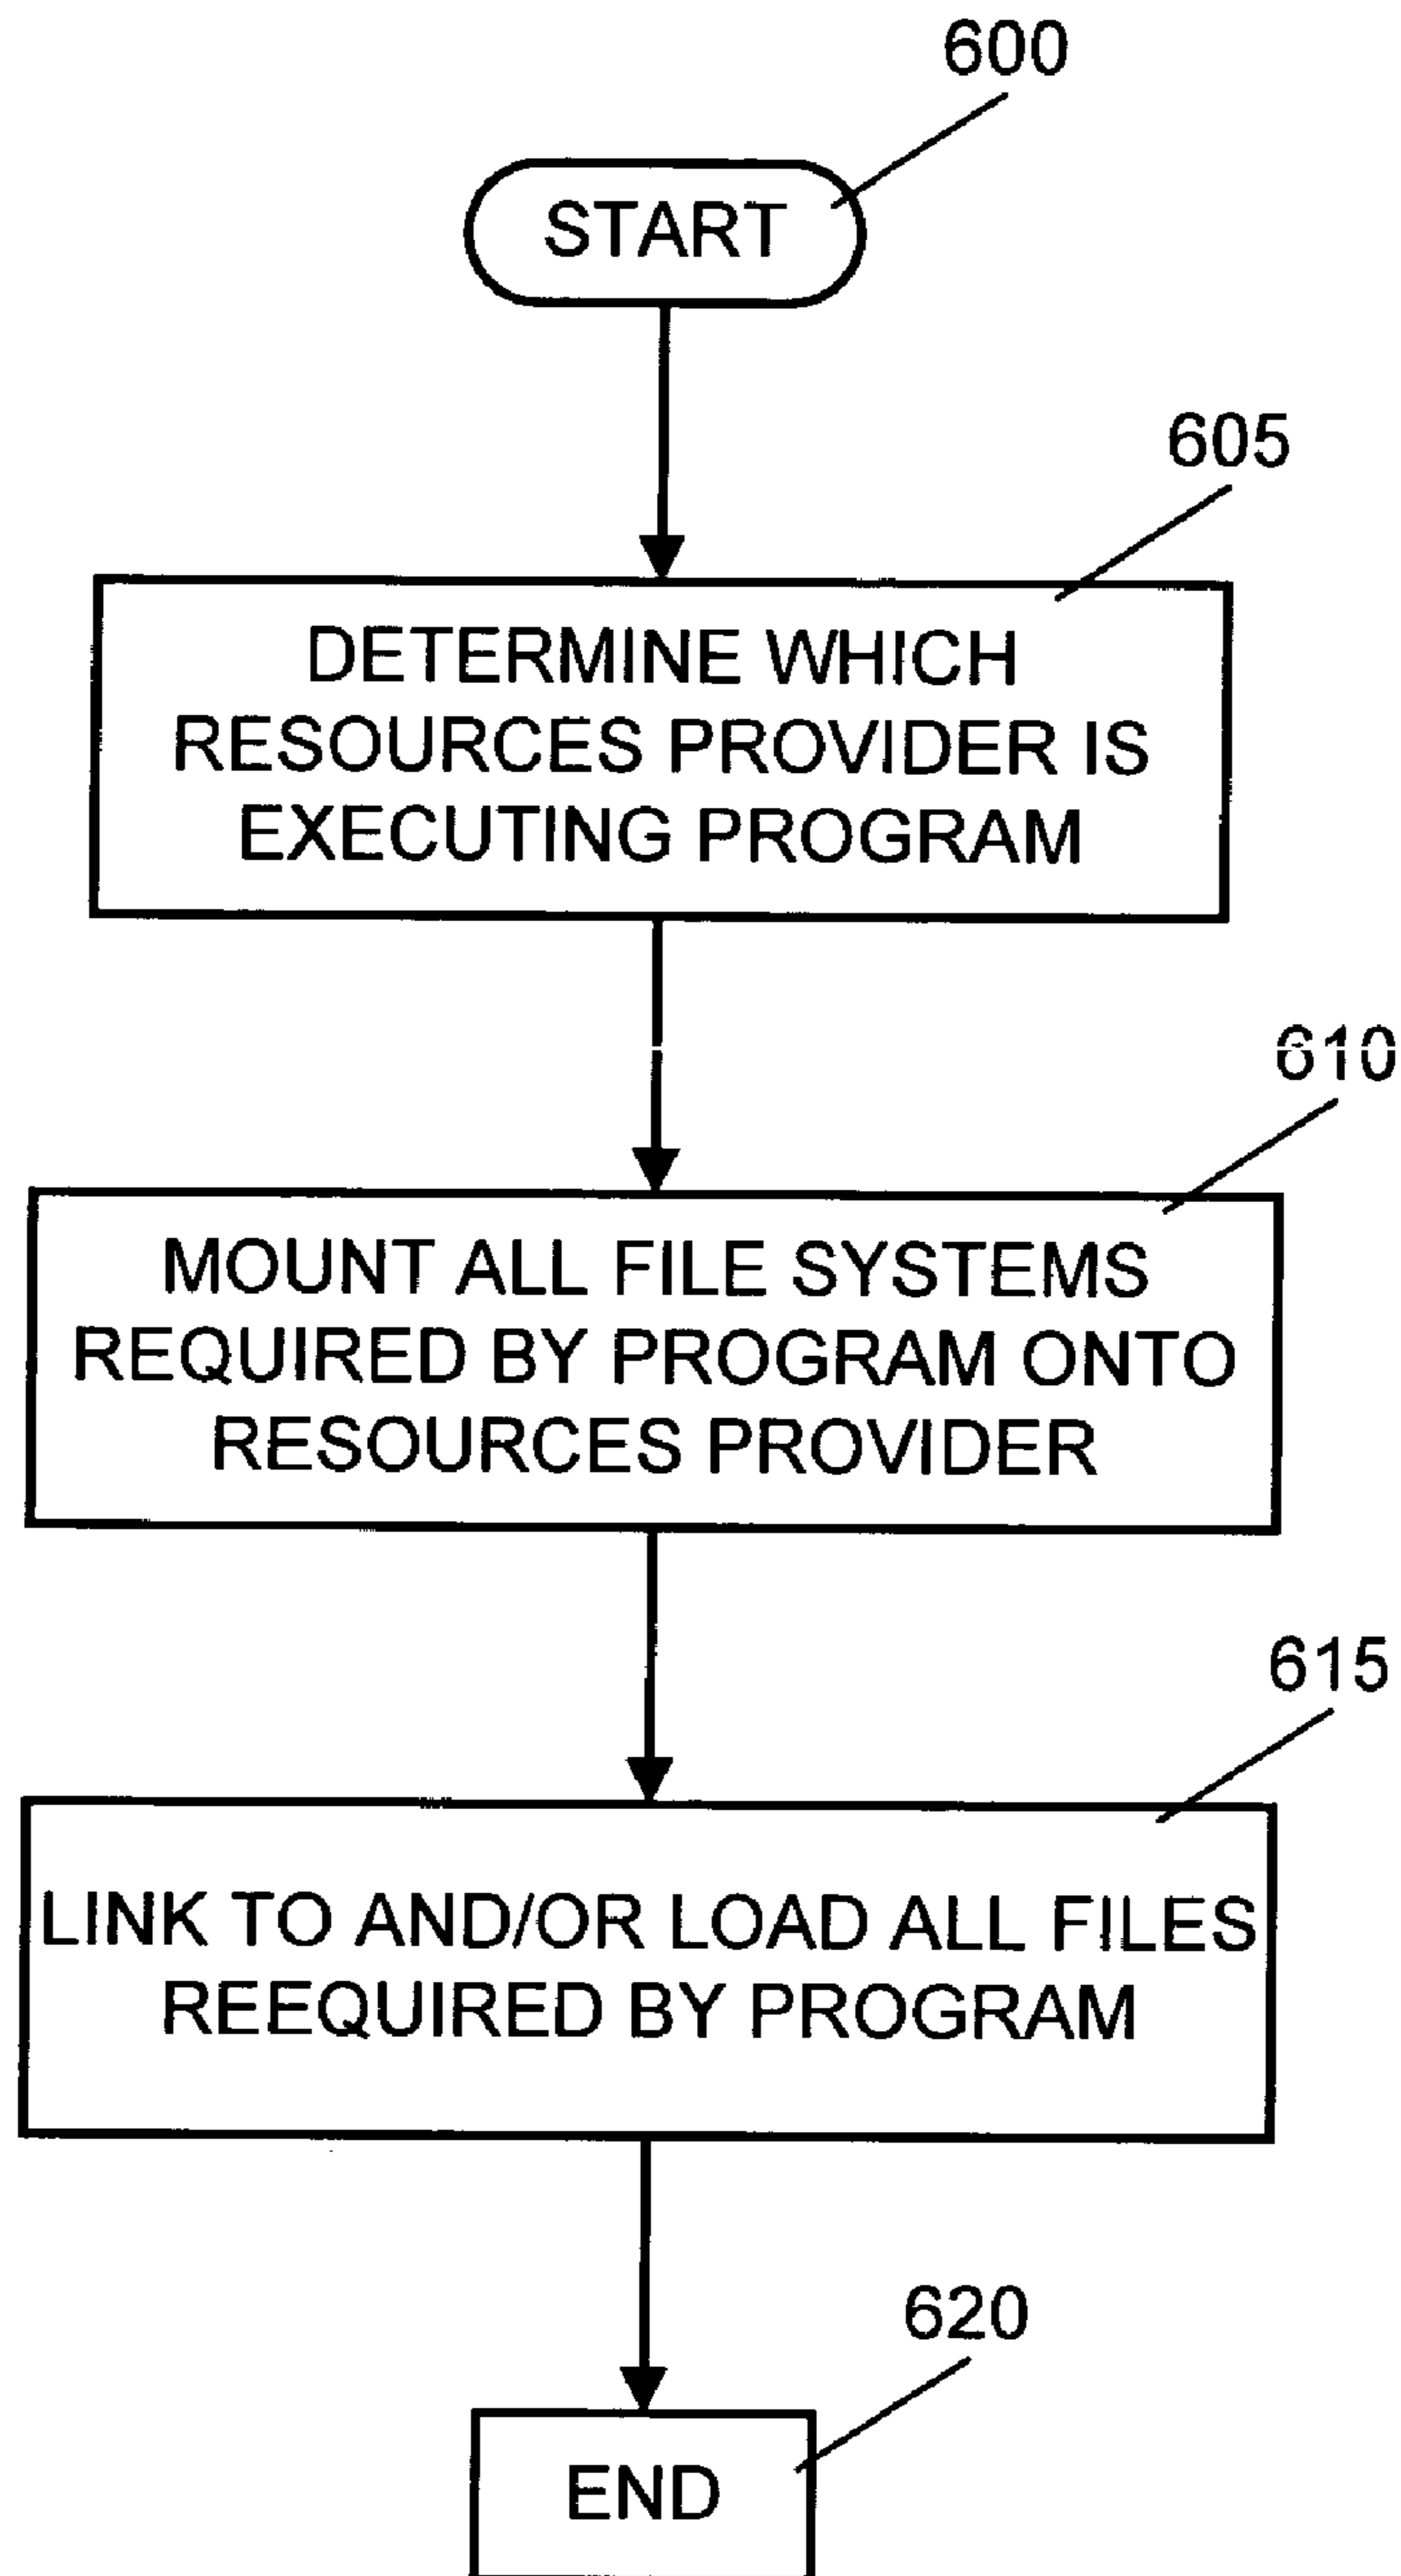 600
START
605
DETERMINE WHICH
RESOURCES PROVIDER IS
EXECUTING PROGRAM
610
MOUNT ALL FILE SYSTEMS
REQUIRED BY PROGRAM ONTO
RESOURCES PROVIDER
615
LINK TO AND/OR LOAD ALL FILES
REEQUIRED BY PROGRAM
620
END